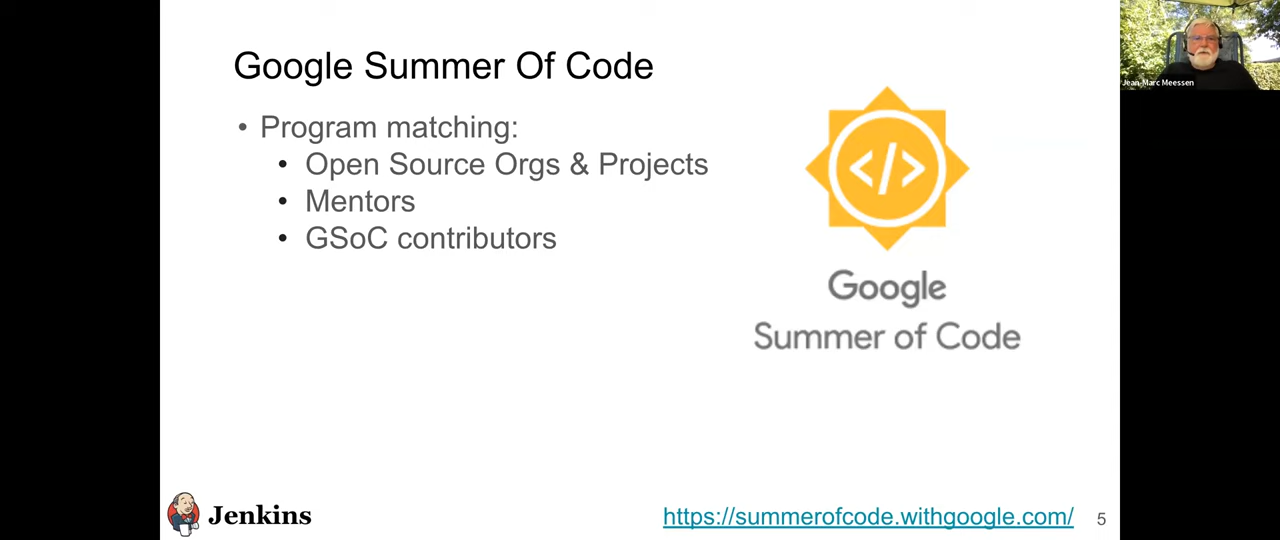 Google Summer Of Code
• Program matching:
• Open Source Orgs & Projects
• Mentors
• GSoC contributors
</>
Google
Summer of Code
Jean-Marc Meessen
Jenkins
https://summerofcode.withgoogle.com/
5